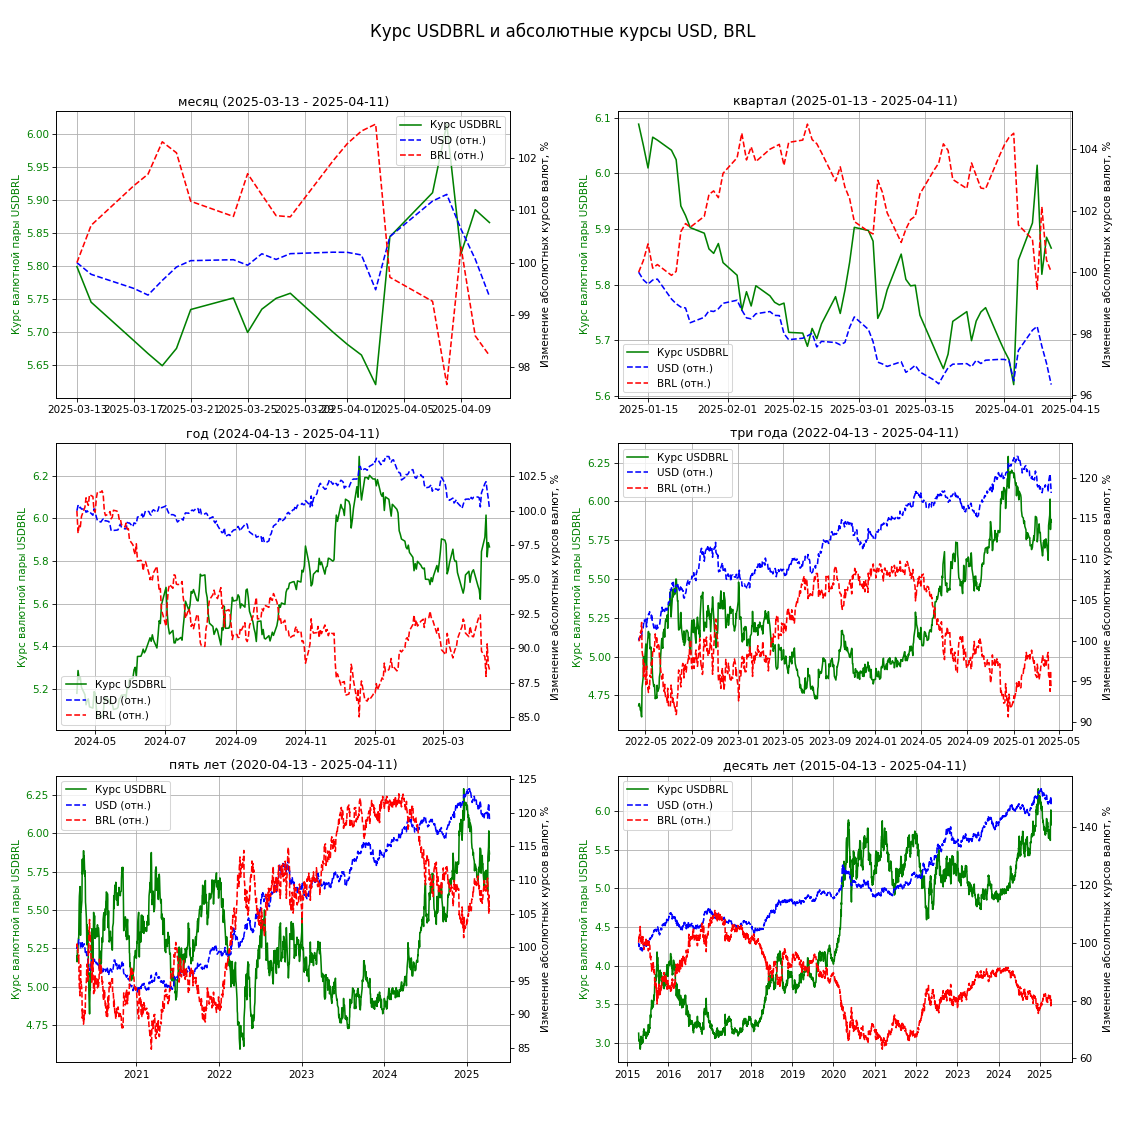 Курс USDBRL и абсолютные курсы USD, BRL
месяц (2025-03-13 - 2025-04-11)
Курс валютной пары USDBRL
6.00
5.95
5.90
5.85
5.80
5.75
5.70
5.65
Курс USDBRL
USD (отн.)
BRL (отн.)
102
101
100
99
98
Изменение абсолютных курсов валют, %
2025-03-13 2025-03-17 2025-03-21 2025-03-25 2025-03-29 2025-04-01 2025-04-05 2025-04-09
квартал (2025-01-13 - 2025-04-11)
Курс валютной пары USDBRL
6.1
6.0
5.9
5.8
5.7
5.6
Курс USDBRL
USD (отн.)
BRL (отн.)
104
102
100
98
96
Изменение абсолютных курсов валют, %
2025-01-15 2025-02-01 2025-02-15 2025-03-01 2025-03-15 2025-04-01 2025-04-15
год (2024-04-13 - 2025-04-11)
Курс валютной пары USDBRL
6.2
6.0
5.8
5.6
5.4
5.2
Курс USDBRL
USD (отн.)
BRL (отн.)
102.5
100.0
97.5
95.0
92.5
90.0
87.5
85.0
Изменение абсолютных курсов валют, %
2024-05 2024-07 2024-09 2024-11 2025-01 2025-03
три года (2022-04-13 - 2025-04-11)
Курс валютной пары USDBRL
6.25
6.00
5.75
5.50
5.25
5.00
4.75
Курс USDBRL
USD (отн.)
BRL (отн.)
120
115
110
105
100
95
90
Изменение абсолютных курсов валют, %
2022-05 2022-09 2023-01 2023-05 2023-09 2024-01 2024-05 2024-09 2025-01 2025-05
пять лет (2020-04-13 - 2025-04-11)
Курс валютной пары USDBRL
6.25
6.00
5.75
5.50
5.25
5.00
4.75
Курс USDBRL
USD (отн.)
BRL (отн.)
125
120
115
110
105
100
95
90
85
Изменение абсолютных курсов валют, %
2021 2022 2023 2024 2025
десять лет (2015-04-13 - 2025-04-11)
Курс валютной пары USDBRL
6.0
5.5
5.0
4.5
4.0
3.5
3.0
Курс USDBRL
USD (отн.)
BRL (отн.)
140
120
100
80
60
Изменение абсолютных курсов валют, %
2015 2016 2017 2018 2019 2020 2021 2022 2023 2024 2025